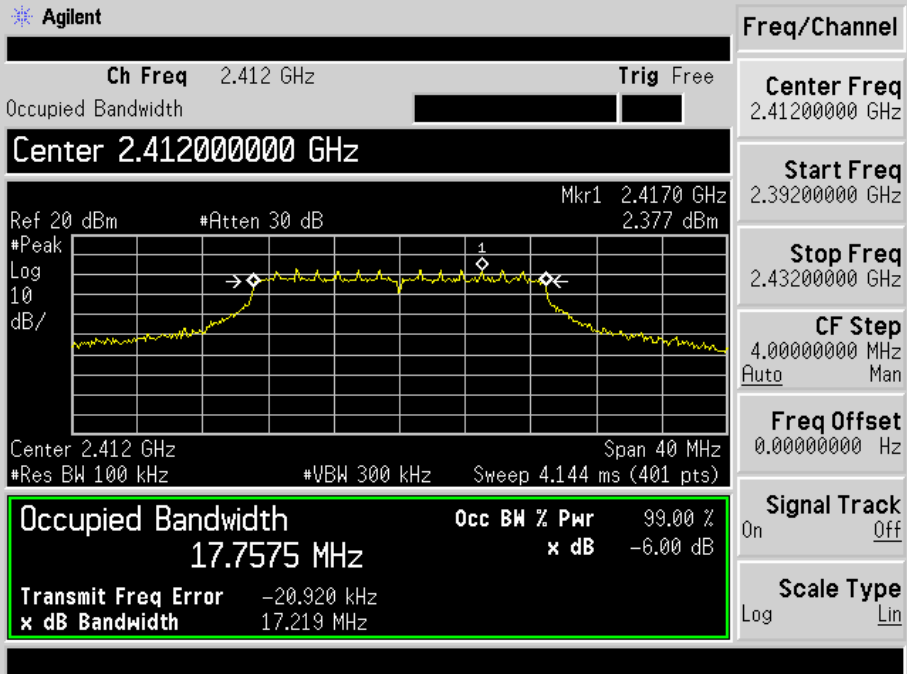 Agilent
Freq/Channel
Ch Freq 2.412 GHz Trig Free
Occupied Bandwidth
Center 2.412000000 GHz
Mkr1 2.4170 GHz
Ref 20 dBm #Atten 30 dB 2.377 dBm
#Peak
Log
10
dB/
1
Center 2.412 GHz Span 40 MHz
#Res BW 100 kHz #VBW 300 kHz Sweep 4.144 ms (401 pts)
Occupied Bandwidth Occ BW % Pwr 99.00 %
17.7575 MHz x dB -6.00 dB
Transmit Freq Error -20.920 kHz
x dB Bandwidth 17.219 MHz
Center Freq
2.41200000 GHz
Start Freq
2.39200000 GHz
Stop Freq
2.43200000 GHz
CF Step
4.00000000 MHz
Auto Man
Freq Offset
0.00000000 Hz
Signal Track
On Off
Scale Type
Log Lin